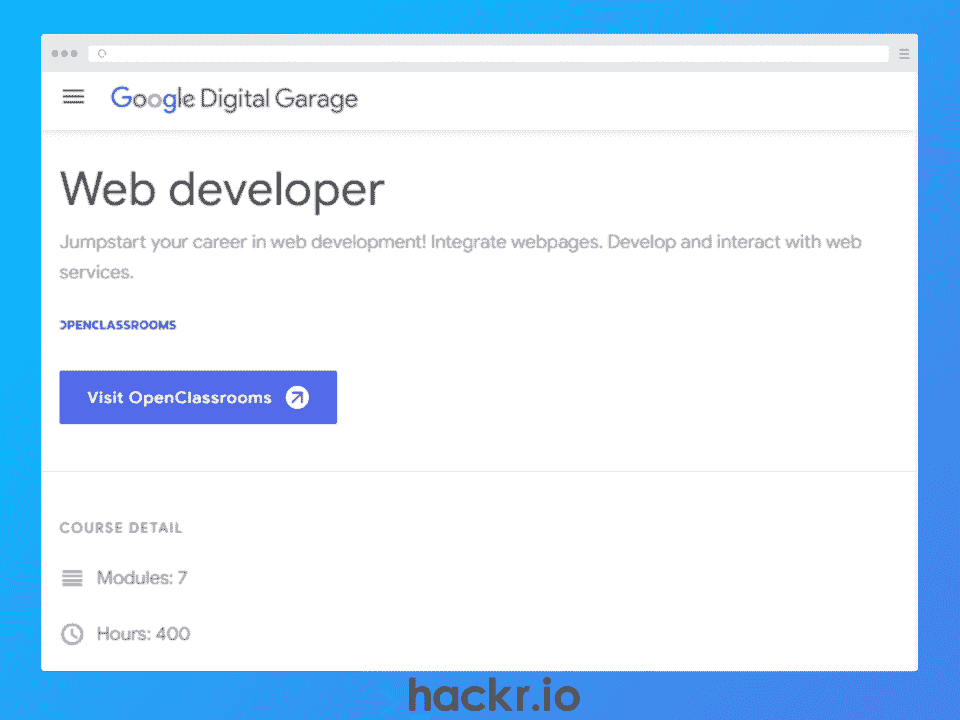 Google Digital Garage
Web developer
Jumpstart your career in web development! Integrate webpages. Develop and interact with web
services.
OPENCLASSROOMS
Visit OpenClassrooms
COURSE DETAIL
Modules: 7
Hours: 400
hackr.io